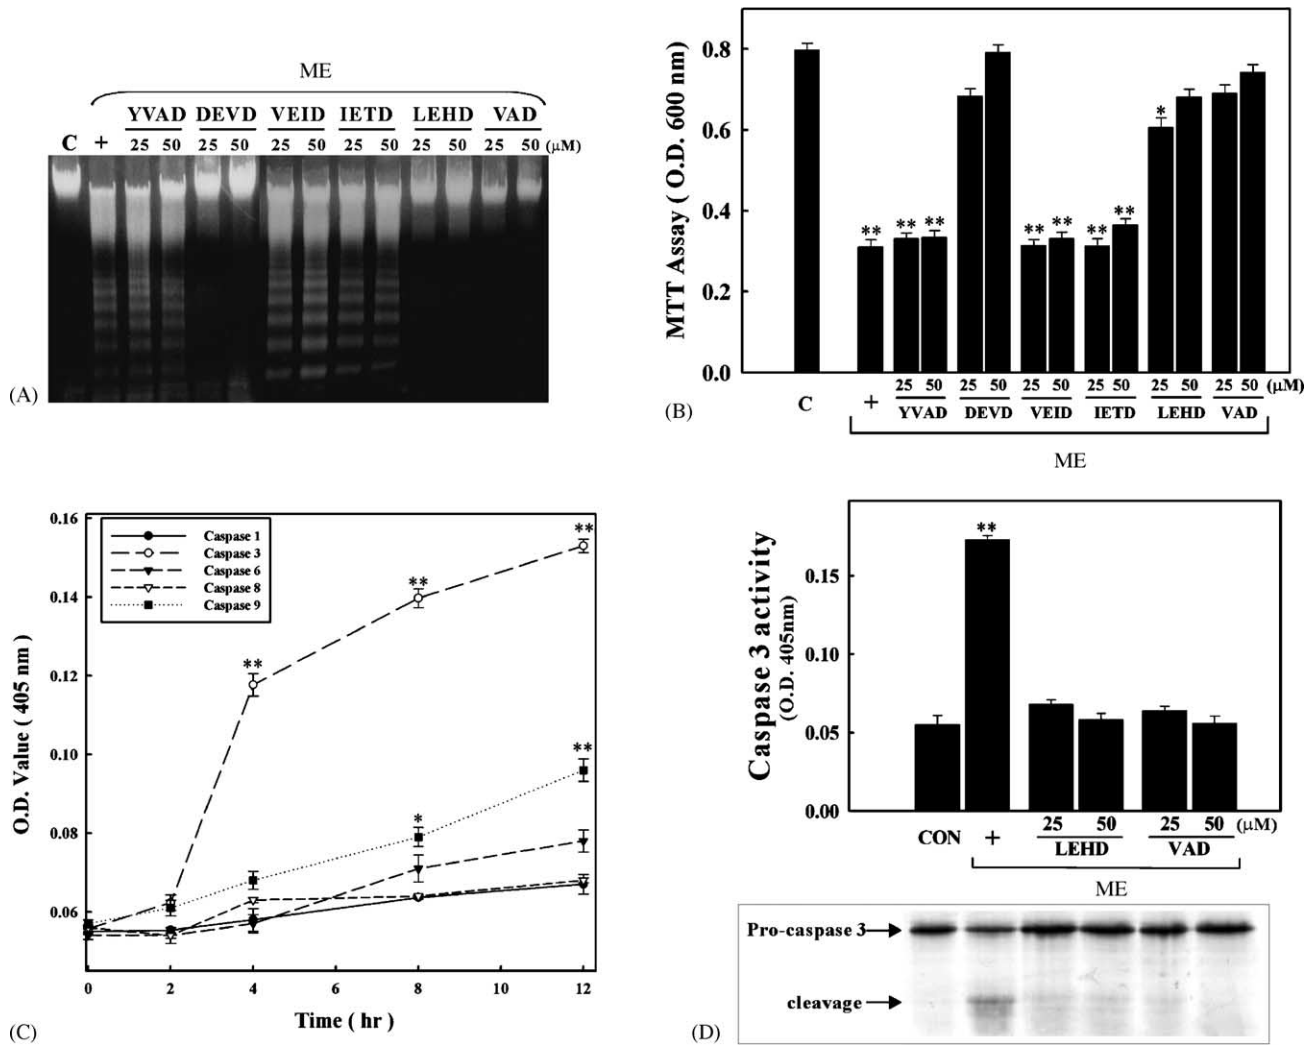 ME
YVAD DEVD VEID IETD LEHD VAD
C + 25 50 25 50 25 50 25 50 25 50 25 50 (μM)
(A)
MTT Assay ( O.D. 600 nm)
0.8
0.6
0.4
0.2
0.0
** ** ** ** ** ** ** *
25 50 25 50 25 50 25 50 25 50 25 50 (μM)
C + YVAD DEVD VEID IETD LEHD VAD
ME
(B)
O.D. Value ( 405 nm )
0.16
0.14
0.12
0.10
0.08
0.06
Caspase 1
Caspase 3
Caspase 6
Caspase 8
Caspase 9
** ** **
* **
0 2 4 6 8 10 12
Time ( hr )
(C)
Caspase 3 activity
(O.D. 405nm)
0.15
0.10
0.05
0.00
**
CON + 25 50 25 50 (μM)
LEHD VAD
ME
Pro-caspase 3
cleavage
(D)